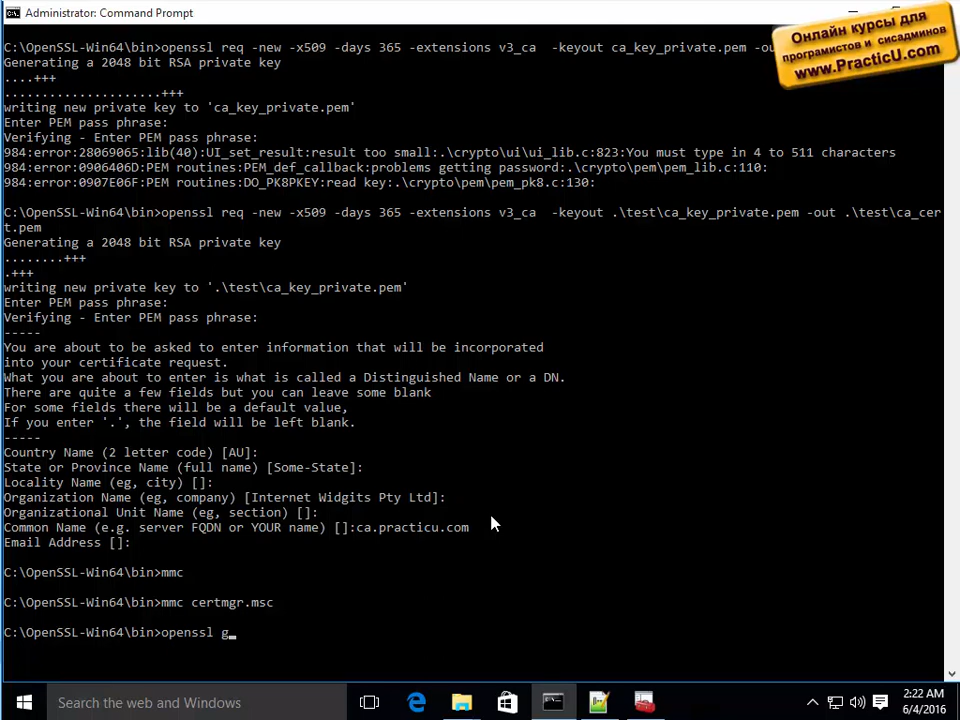 Administrator: Command Prompt
Онлайн курсы для
програмистов и сисадминов
www.PracticU.com
C:\OpenSSL-Win64\bin>openssl req -new -x509 -days 365 -extensions v3_ca  -keyout ca_key_private.pem -ou
Generating a 2048 bit RSA private key
....+++
.....................+++
writing new private key to 'ca_key_private.pem'
Enter PEM pass phrase:
Verifying - Enter PEM pass phrase:
984:error:28069065:lib(40):UI_set_result:result too small:.\crypto\ui\ui_lib.c:823:You must type in 4 to 511 characters
984:error:0906406D:PEM routines:PEM_def_callback:problems getting password:.\crypto\pem\pem_lib.c:110:
984:error:0907E06F:PEM routines:DO_PK8PKEY:read key:.\crypto\pem\pem_pk8.c:130:
C:\OpenSSL-Win64\bin>openssl req -new -x509 -days 365 -extensions v3_ca  -keyout .\test\ca_key_private.pem -out .\test\ca_cer
t.pem
Generating a 2048 bit RSA private key
........+++
.+++
writing new private key to '.\test\ca_key_private.pem'
Enter PEM pass phrase:
Verifying - Enter PEM pass phrase:
-----
You are about to be asked to enter information that will be incorporated
into your certificate request.
What you are about to enter is what is called a Distinguished Name or a DN.
There are quite a few fields but you can leave some blank
For some fields there will be a default value,
If you enter '.', the field will be left blank.
-----
Country Name (2 letter code) [AU]:
State or Province Name (full name) [Some-State]:
Locality Name (eg, city) []:
Organization Name (eg, company) [Internet Widgits Pty Ltd]:
Organizational Unit Name (eg, section) []:
Common Name (e.g. server FQDN or YOUR name) []:ca.practicu.com
Email Address []:
C:\OpenSSL-Win64\bin>mmc
C:\OpenSSL-Win64\bin>mmc certmgr.msc
C:\OpenSSL-Win64\bin>openssl g_
Search the web and Windows
2:22 AM
6/4/2016